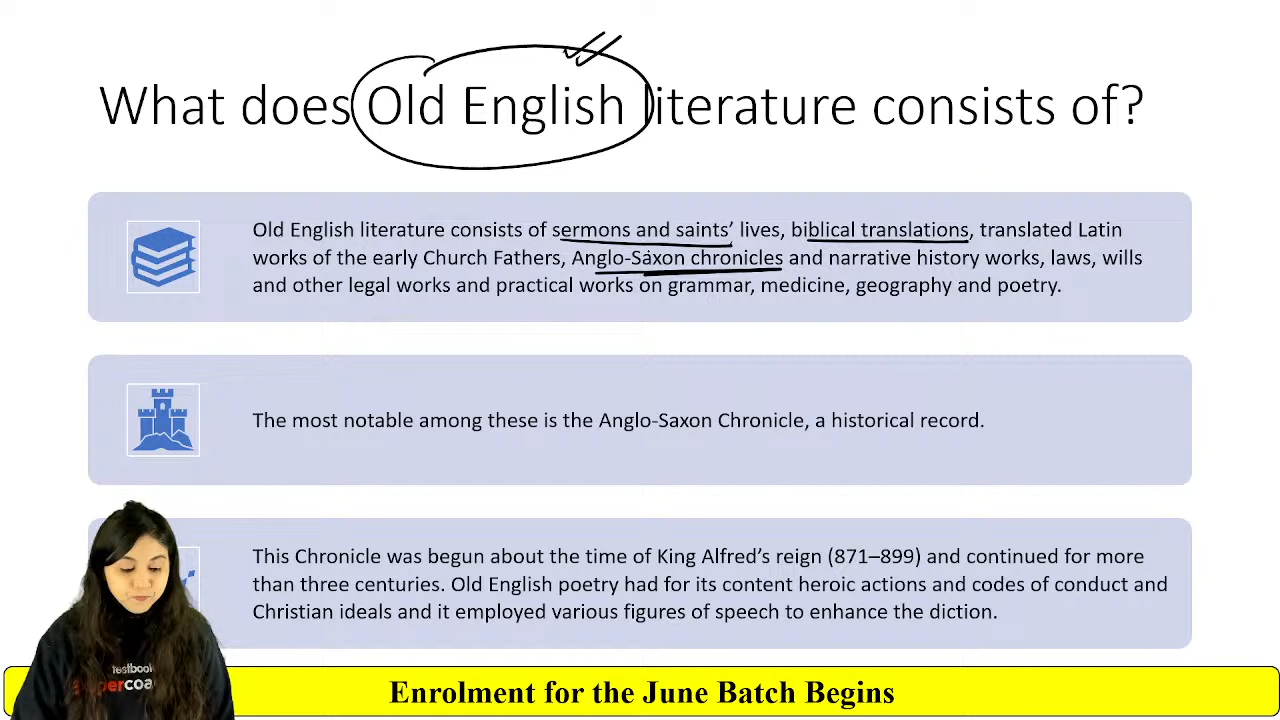 What does Old English literature consists of?
Old English literature consists of sermons and saints’ lives, biblical translations, translated Latin
works of the early Church Fathers, Anglo-Saxon chronicles and narrative history works, laws, wills
and other legal works and practical works on grammar, medicine, geography and poetry.
The most notable among these is the Anglo-Saxon Chronicle, a historical record.
This Chronicle was begun about the time of King Alfred’s reign (871–899) and continued for more
than three centuries. Old English poetry had for its content heroic actions and codes of conduct and
Christian ideals and it employed various figures of speech to enhance the diction.
Enrolment for the June Batch Begins